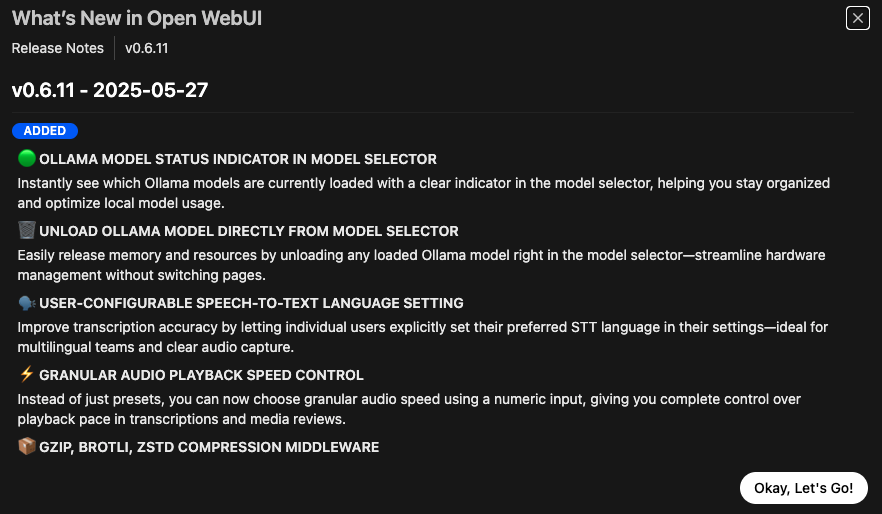 What's New in Open WebUI
Release Notes v0.6.11
v0.6.11 - 2025-05-27
ADDED
OLLAMA MODEL STATUS INDICATOR IN MODEL SELECTOR
Instantly see which Ollama models are currently loaded with a clear indicator in the model selector, helping you stay organized
and optimize local model usage.
UNLOAD OLLAMA MODEL DIRECTLY FROM MODEL SELECTOR
Easily release memory and resources by unloading any loaded Ollama model right in the model selector—streamline hardware
management without switching pages.
USER-CONFIGURABLE SPEECH-TO-TEXT LANGUAGE SETTING
Improve transcription accuracy by letting individual users explicitly set their preferred STT language in their settings—ideal for
multilingual teams and clear audio capture.
GRANULAR AUDIO PLAYBACK SPEED CONTROL
Instead of just presets, you can now choose granular audio speed using a numeric input, giving you complete control over
playback pace in transcriptions and media reviews.
GZIP, BROTLI, ZSTD COMPRESSION MIDDLEWARE
Okay, Let's Go!